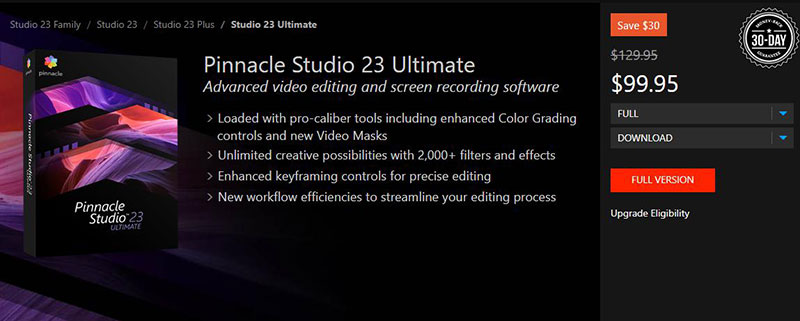 Studio 23 Family / Studio 23 / Studio 23 Plus / Studio 23 Ultimate
pinnacle
Pinnacle Studio 23 ULTIMATE
Pinnacle
Studio™23
ULTIMATE
Pinnacle Studio 23 Ultimate
Advanced video editing and screen recording software
Loaded with pro-caliber tools including enhanced Color Grading
controls and new Video Masks
Unlimited creative possibilities with 2,000+ filters and effects
Enhanced keyframing controls for precise editing
New workflow efficiencies to streamline your editing process
Save $30
$129.95
$99.95
MONEY-BACK
30-DAY
GUARANTEE
FULL
DOWNLOAD
FULL VERSION
Upgrade Eligibility